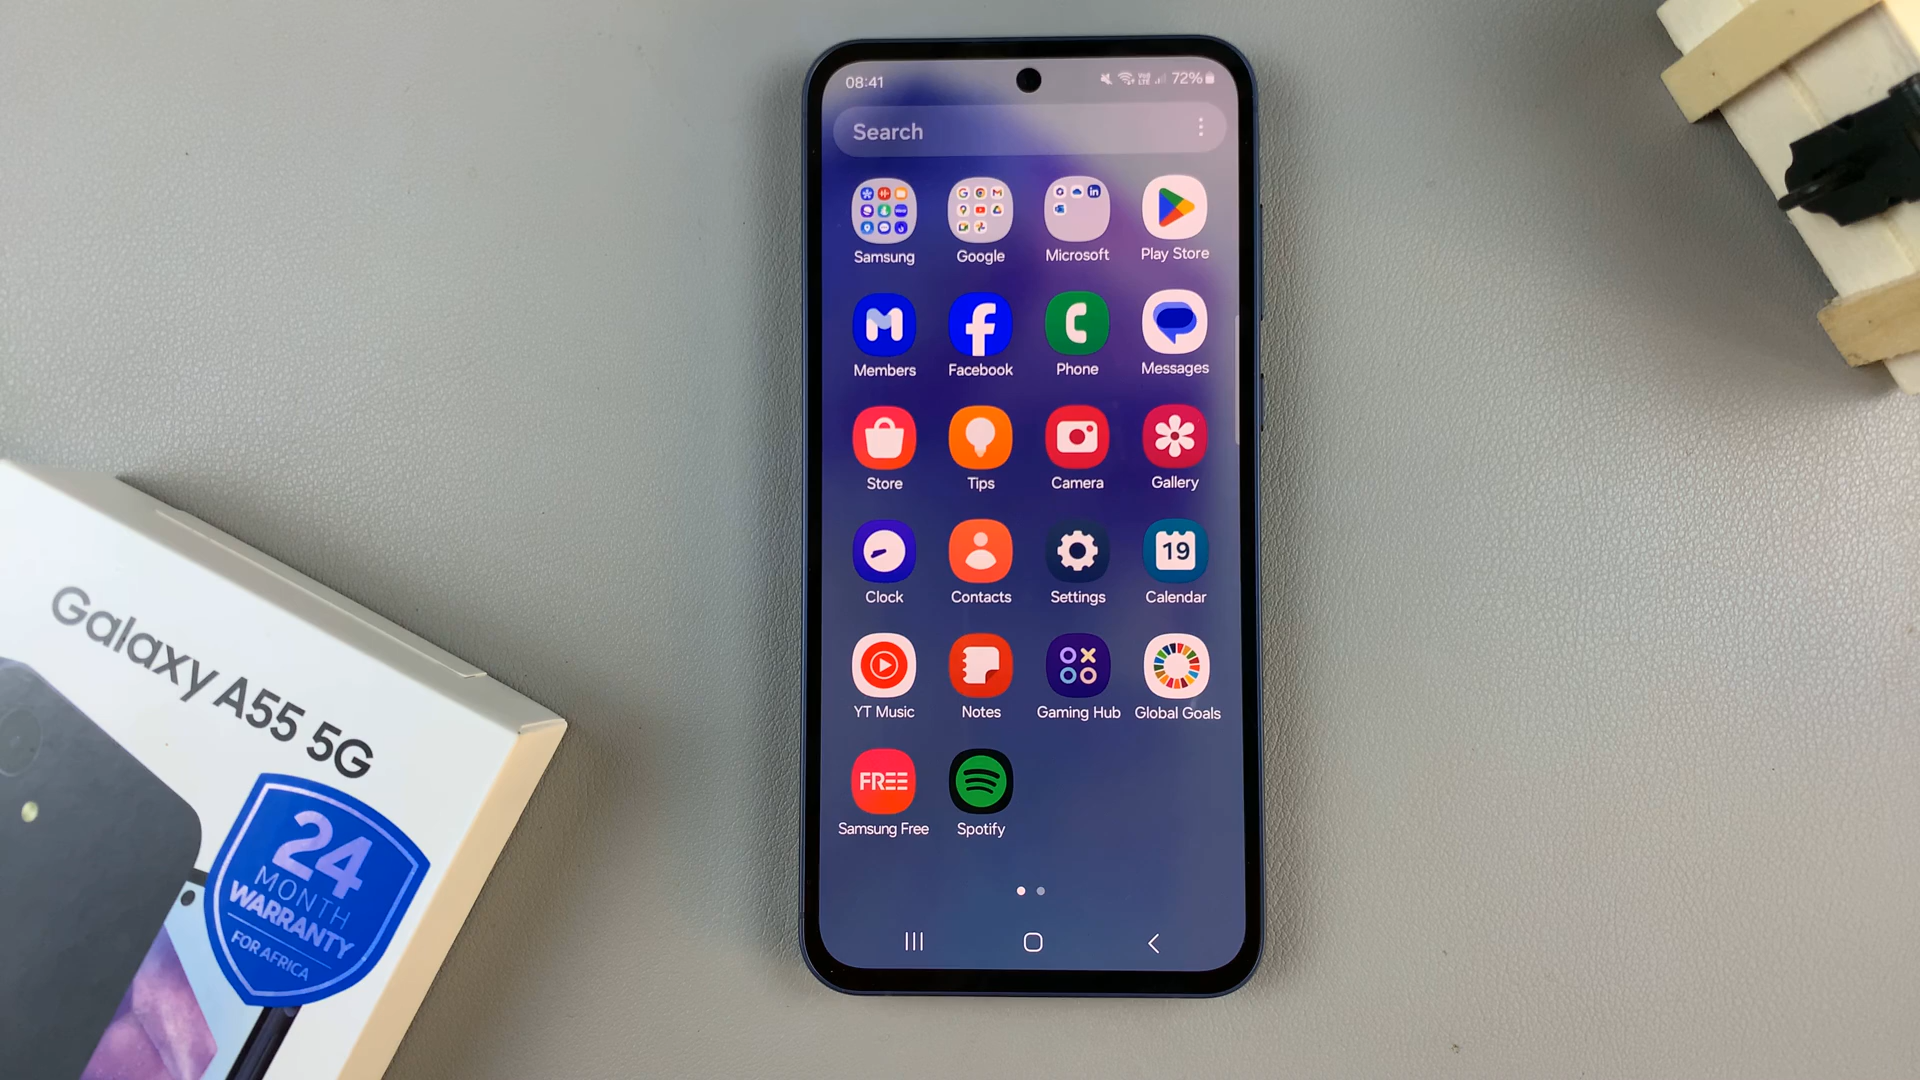 08:41
72%
Search
Samsung
Google
Microsoft
Play Store
Members
Facebook
Phone
Messages
Store
Tips
Camera
Gallery
19
Clock
Contacts
Settings
Calendar
YT Music
Notes
Gaming Hub
Global Goals
FREE
Samsung Free
Spotify
Galaxy A55 5G
24
MONTH
WARRANTY
FOR AFRICA